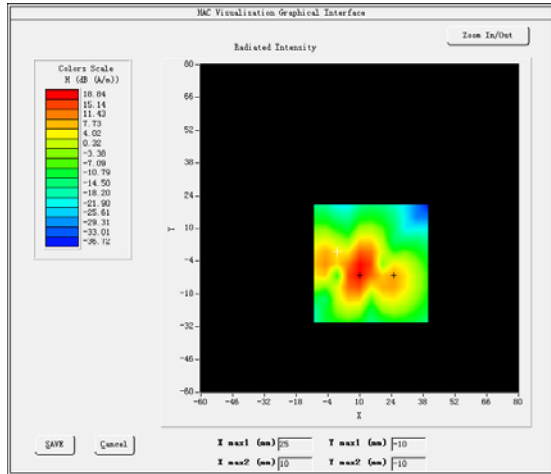 MAC Visualisation Graphical Interface
Zoom In/Out
Radiated Intensity
Colors Scale
H (dB (A/m))
18.84
15.14
11.43
7.73
4.02
0.32
-3.38
-7.09
-10.79
-14.50
-18.20
-21.90
-25.61
-29.31
-33.01
-36.72
80
66
52
38
24
10
-4
-18
-32
-46
-60
Y
-60 -46 -32 -18 -4 10 24 38 52 66 80
X
SAVE Cancel
X max1 (mm) 25 Y max1 (mm) -10
X max2 (mm) 10 Y max2 (mm) -10